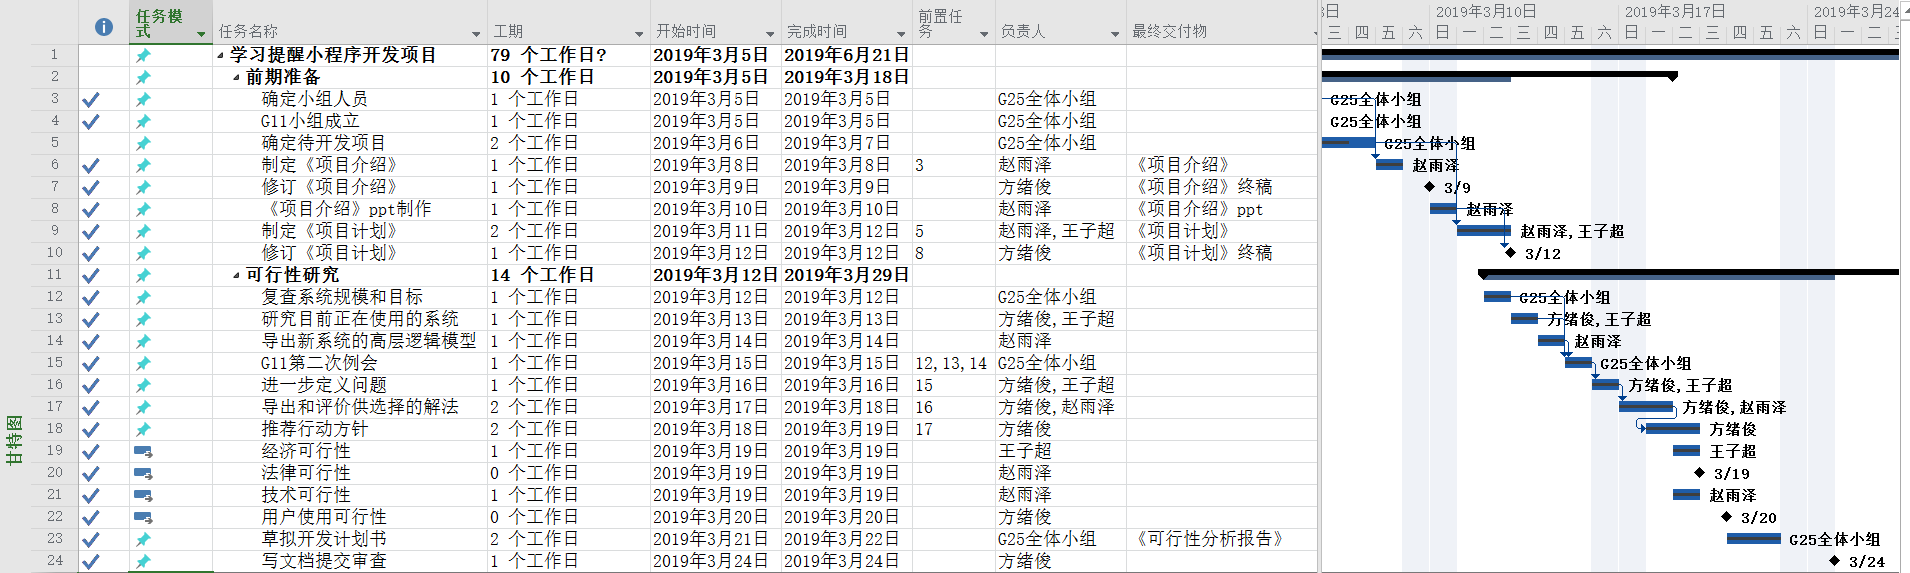 任务模式 任务名称 工期 开始时间 完成时间 前置任务 负责人 最终交付物
1 学习提醒小程序开发项目 79 个工作日? 2019年3月5日 2019年6月21日
2 前期准备 10 个工作日 2019年3月5日 2019年3月18日
3 确定小组人员 1 个工作日 2019年3月5日 2019年3月5日 G25全体小组
4 G11小组成立 1 个工作日 2019年3月5日 2019年3月5日 G25全体小组
5 确定待开发项目 2 个工作日 2019年3月6日 2019年3月7日 G25全体小组
6 制定《项目介绍》 1 个工作日 2019年3月8日 2019年3月8日 3 赵雨泽 《项目介绍》
7 修订《项目介绍》 1 个工作日 2019年3月9日 2019年3月9日 方绪俊 《项目介绍》终稿
8 《项目介绍》ppt制作 1 个工作日 2019年3月10日 2019年3月10日 赵雨泽 《项目介绍》ppt
9 制定《项目计划》 2 个工作日 2019年3月11日 2019年3月12日 5 赵雨泽,王子超 《项目计划》
10 修订《项目计划》 1 个工作日 2019年3月12日 2019年3月12日 8 方绪俊 《项目计划》终稿
11 可行性研究 14 个工作日 2019年3月12日 2019年3月29日
12 复查系统规模和目标 1 个工作日 2019年3月12日 2019年3月12日 G25全体小组
13 研究目前正在使用的系统 1 个工作日 2019年3月13日 2019年3月13日 方绪俊,王子超
14 导出新系统的高层逻辑模型 1 个工作日 2019年3月14日 2019年3月14日 赵雨泽
15 G11第二次例会 1 个工作日 2019年3月15日 2019年3月15日 12,13,14 G25全体小组
16 进一步定义问题 1 个工作日 2019年3月16日 2019年3月16日 15 方绪俊,王子超
17 导出和评价供选择的解法 2 个工作日 2019年3月17日 2019年3月18日 16 方绪俊,赵雨泽
18 推荐行动方针 2 个工作日 2019年3月18日 2019年3月19日 17 方绪俊
19 经济可行性 1 个工作日 2019年3月19日 2019年3月19日 王子超
20 法律可行性 0 个工作日 2019年3月19日 2019年3月19日 赵雨泽
21 技术可行性 1 个工作日 2019年3月19日 2019年3月19日 赵雨泽
22 用户使用可行性 0 个工作日 2019年3月20日 2019年3月20日 方绪俊
23 草拟开发计划书 2 个工作日 2019年3月21日 2019年3月22日 G25全体小组 《可行性分析报告》
24 写文档提交审查 1 个工作日 2019年3月24日 2019年3月24日 方绪俊
甘特图
2019年3月10日 2019年3月17日 2019年3月24
三 四 五 六 日 一 二 三 四 五 六 日 一 二 三 四 五 六 日 一 二 三
G25全体小组
G25全体小组
G25全体小组
赵雨泽
3/9
赵雨泽
赵雨泽,王子超
3/12
G25全体小组
方绪俊,王子超
赵雨泽
G25全体小组
方绪俊,王子超
方绪俊,赵雨泽
方绪俊
王子超
3/19
赵雨泽
3/20
G25全体小组
3/24